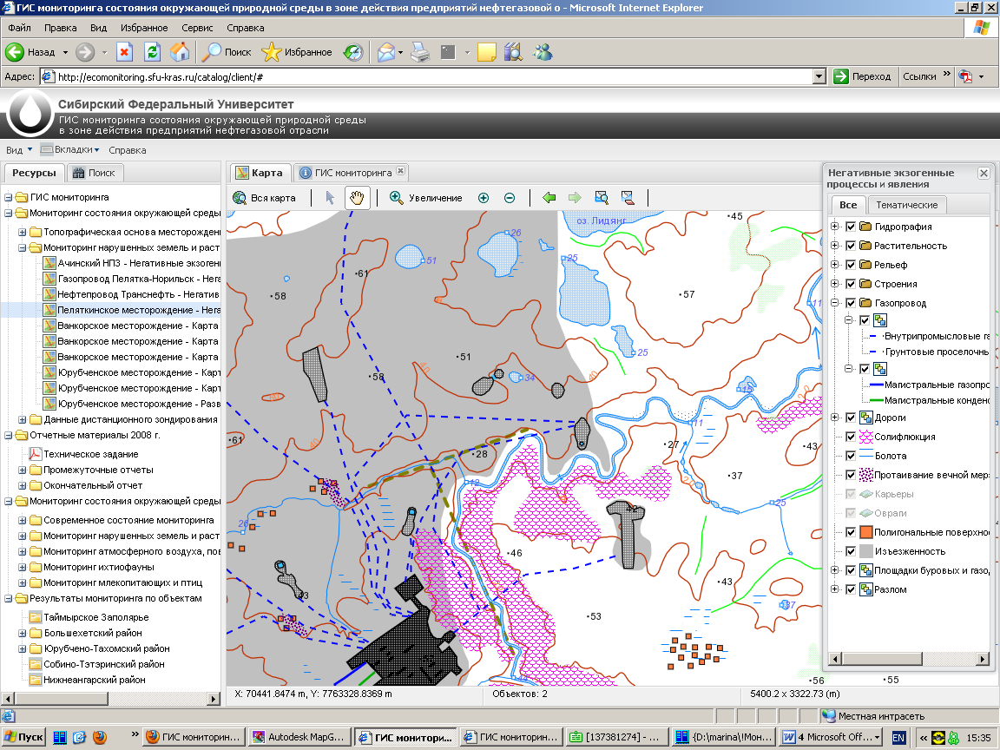 ГИС мониторинга состояния окружающей природной среды в зоне действия предприятий нефтегазовой о - Microsoft Internet Explorer
Файл Правка Вид Избранное Сервис Справка
Назад Поиск Избранное
Адрес: http://ecomonitoring.sfu-kras.ru/catalog/client/# Переход Ссылки »
Сибирский Федеральный Университет
ГИС мониторинга состояния окружающей природной среды
в зоне действия предприятий нефтегазовой отрасли
Вид Вкладки Справка
Ресурсы Поиск
ГИС мониторинга
Мониторинг состояния окружающей среды
Топографическая основа месторожден
Мониторинг нарушенных земель и раст
Ачинский НПЗ - Негативные экзоген
Газопровод Пелятка-Норильск - Нега
Нефтепровод Транснефть - Негатив
Пеляткинское месторождение - Нега
Ванкорское месторождение - Карта
Ванкорское месторождение - Карта
Ванкорское месторождение - Карта
Юрубченское месторождение - Карт
Юрубченское месторождение - Карт
Юрубченское месторождение - Разв
Данные дистанционного зондирования
Отчетные материалы 2008 г.
Техническое задание
Промежуточные отчеты
Окончательный отчет
Мониторинг состояния окружающей среды
Современное состояние мониторинга
Мониторинг нарушенных земель и раст
Мониторинг атмосферного воздуха, пов
Мониторинг ихтиофауны
Мониторинг млекопитающих и птиц
Результаты мониторинга по объектам
Таймырское Заполярье
Большехетский район
Юрубчено-Тахомский район
Собино-Тэтэринский район
Нижнеангарский район
Карта ГИС мониторинга
Вся карта Увеличение
оз. Лидянг
45
26
51
25
61
58
57
11
51
25
58
40
34
40
15
20
11
61
40
28
27
43
12
37
25
26
46
43
43
37
53
56
55
Негативные экзогенные
процессы и явления
Все Тематические
Гидрография
Растительность
Рельеф
Строения
Газопровод
Внутрипромысловые га
Грунтовые проселочны
Магистральные газопро
Магистральные конден
Дороги
Солифлюкция
Болота
Протаивание вечной мер
Карьеры
Овраги
Полигональные поверхно
Изъезженность
Площадки буровых и газо
Разлом
X: 70441.8474 m, Y: 7763328.8369 m Объектов: 2 5400.2 x 3322.73 (m)
Местная интрасеть
Пуск » ГИС мониторин... Autodesk MapG... ГИС мониторин... ГИС мониторин... [137381274] - ... {D:\marina\!Мон... 4 Microsoft Off... EN « 15:35